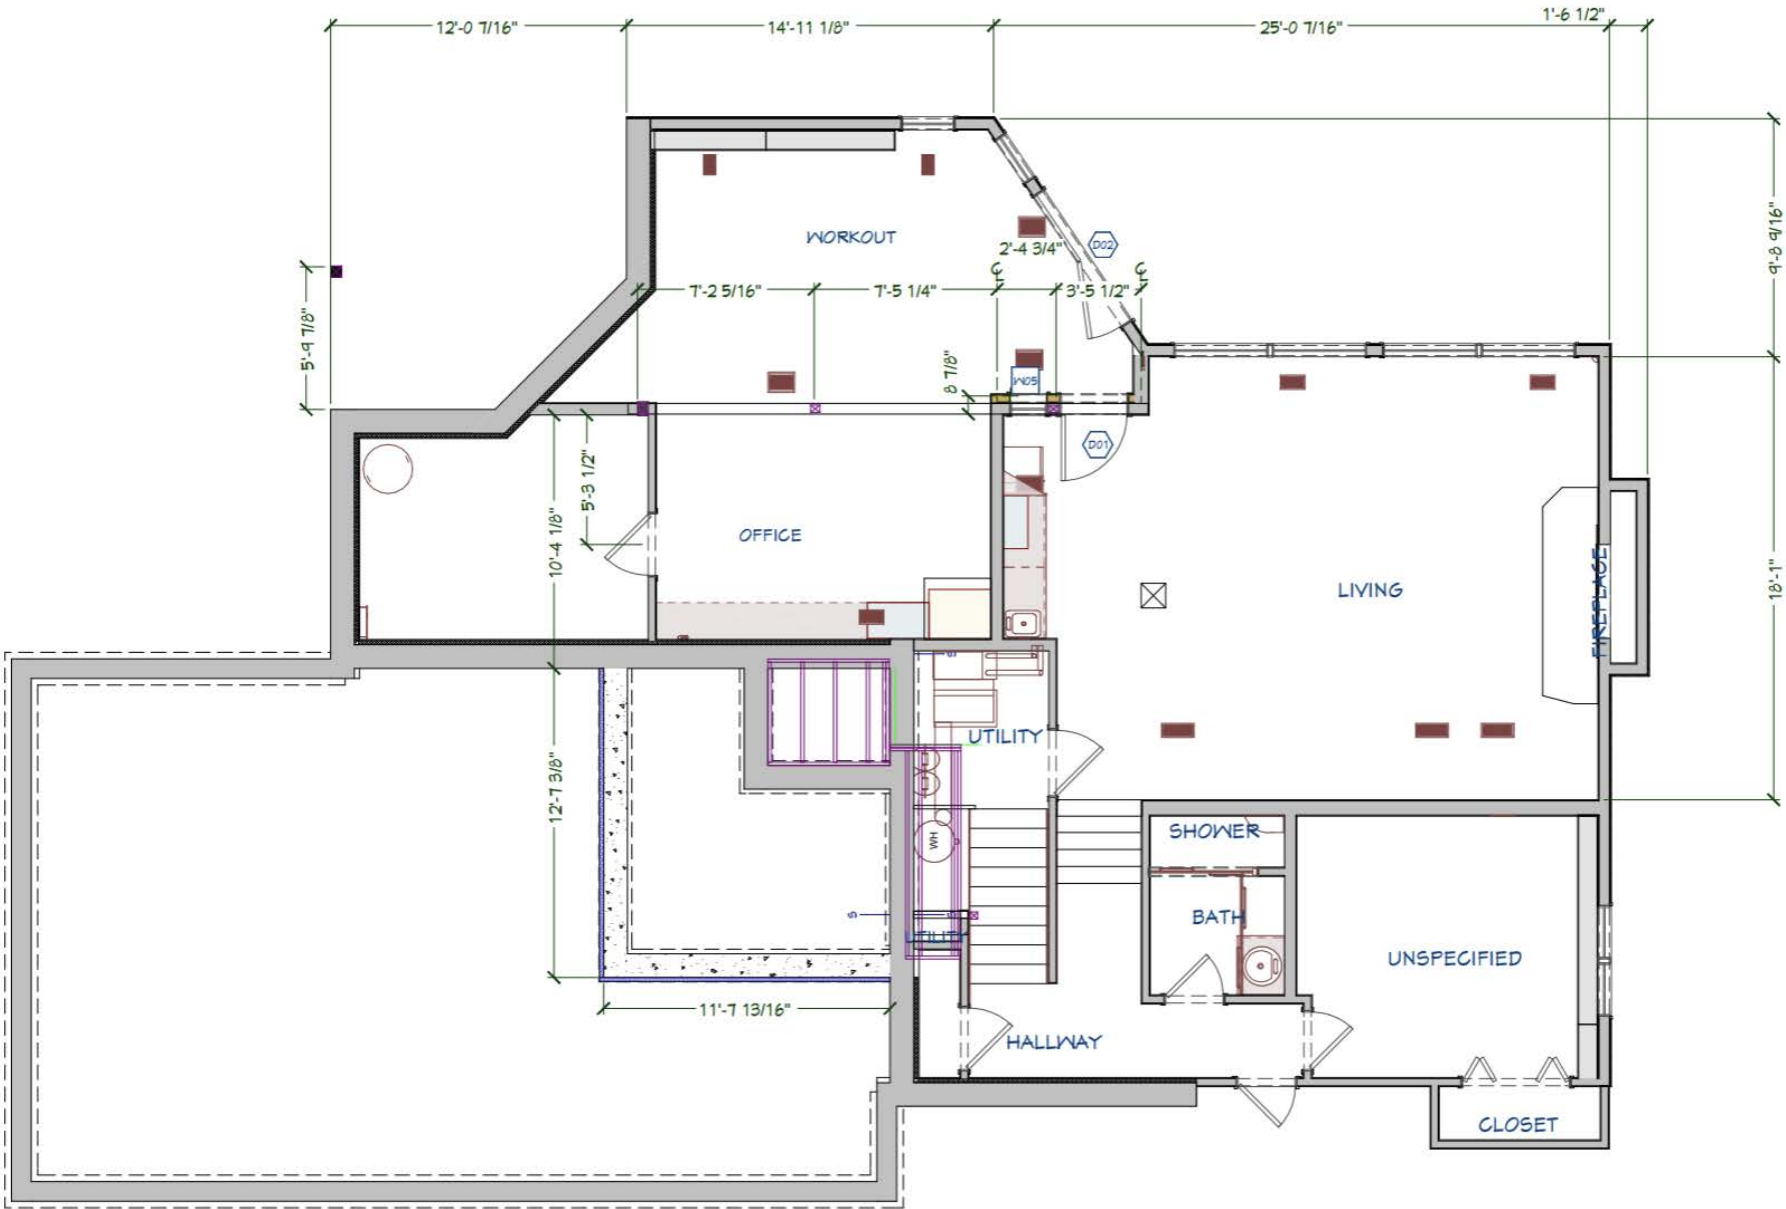 12'-0 7/16"
14'-11 1/8"
25'-0 7/16"
1'-6 1/2"
9'-8 9/16"
WORKOUT
2'-4 3/4"
D02
5'-9 7/8"
7'-2 5/16"
7'-5 1/4"
3'-5 1/2"
8 7/8"
W05
D01
5'-3 1/2"
10'-4 1/8"
OFFICE
LIVING
FIREPLACE
18'-1"
S
UTILITY
12'-7 3/8"
WH
SHOWER
S
S
BATH
UTILITY
UNSPECIFIED
11'-7 13/16"
HALLWAY
CLOSET